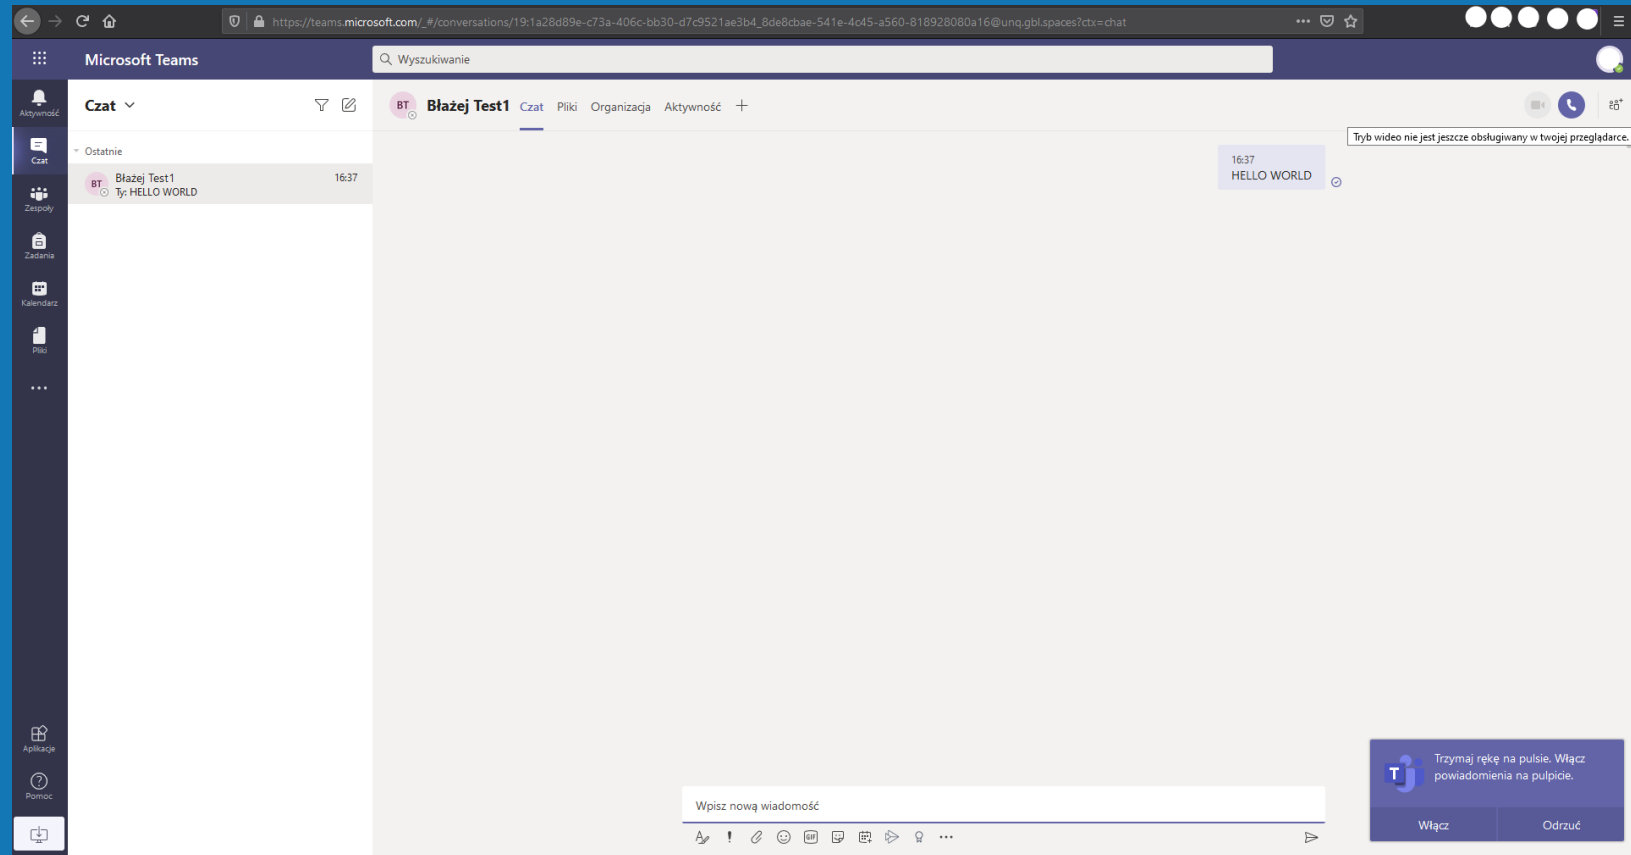 https://teams.microsoft.com/_#/conversations/19:1a28d89e-c73a-406c-bb30-d7c9521ae3b4_8de8cbae-541e-4c45-a560-818928080a16@unq.gbl.spaces?ctx=chat
Microsoft Teams
Wyszukiwanie
Aktywność
Czat
Zespoły
Zadania
Kalendarz
Pliki
Aplikacje
Pomoc
Czat
Ostatnie
BT
Błażej Test1
16:37
Ty: HELLO WORLD
BT
Błażej Test1 Czat Pliki Organizacja Aktywność
Tryb wideo nie jest jeszcze obsługiwany w twojej przeglądarce.
16:37
HELLO WORLD
Wpisz nową wiadomość
GIF
T
Trzymaj rękę na pulsie. Włącz
powiadomienia na pulpicie.
Włącz Odrzuć